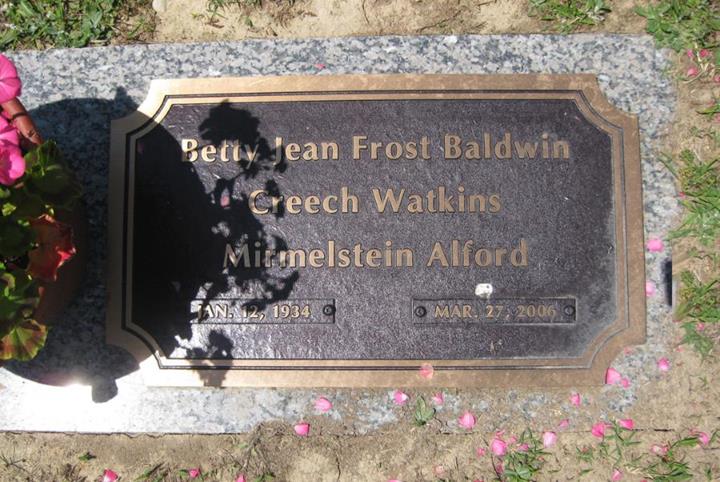 Betty Jean Frost Baldwin
Creech Watkins
Mirmelstein Alford
JAN. 12, 1934 MAR. 27, 2006